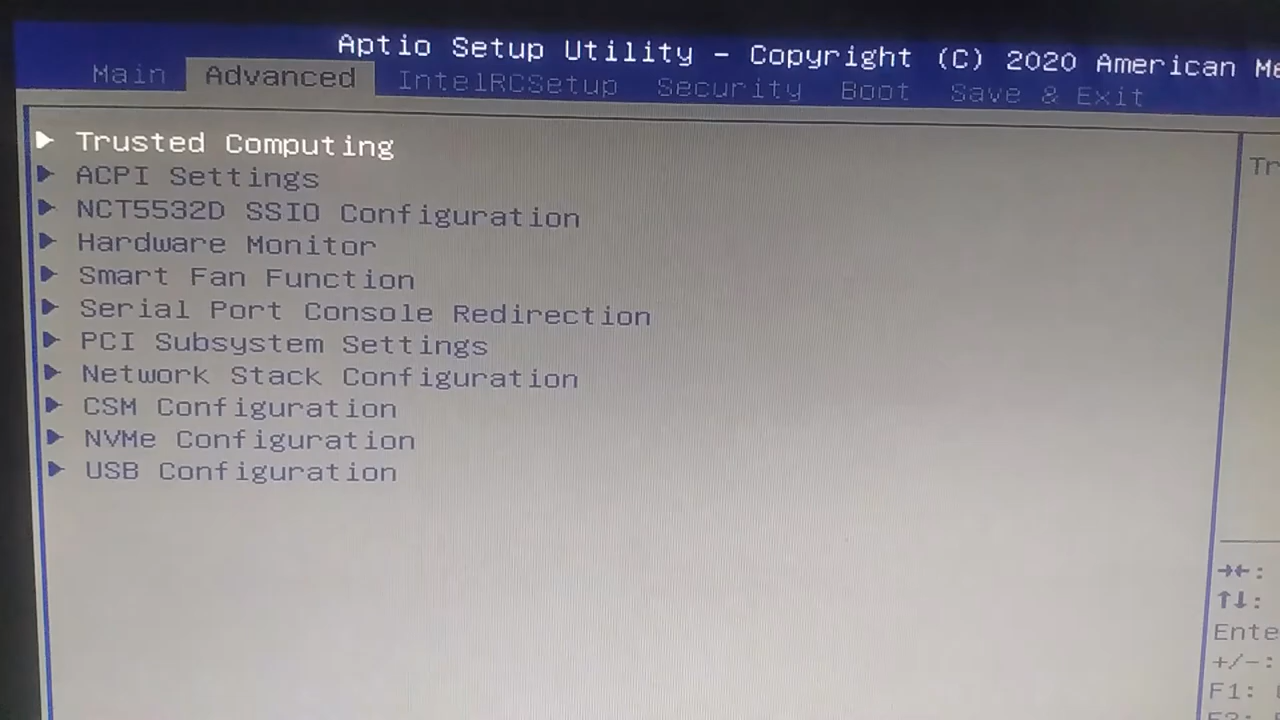 Aptio Setup Utility - Copyright (C) 2020 American
Main Advanced IntelRCSetup Security Boot Save & Exit
Trusted Computing
ACPI Settings
NCT5532D SSIO Configuration
Hardware Monitor
Smart Fan Function
Serial Port Console Redirection
PCI Subsystem Settings
Network Stack Configuration
CSM Configuration
NVMe Configuration
USB Configuration
→←:
↑↓:
+/-:
F1: